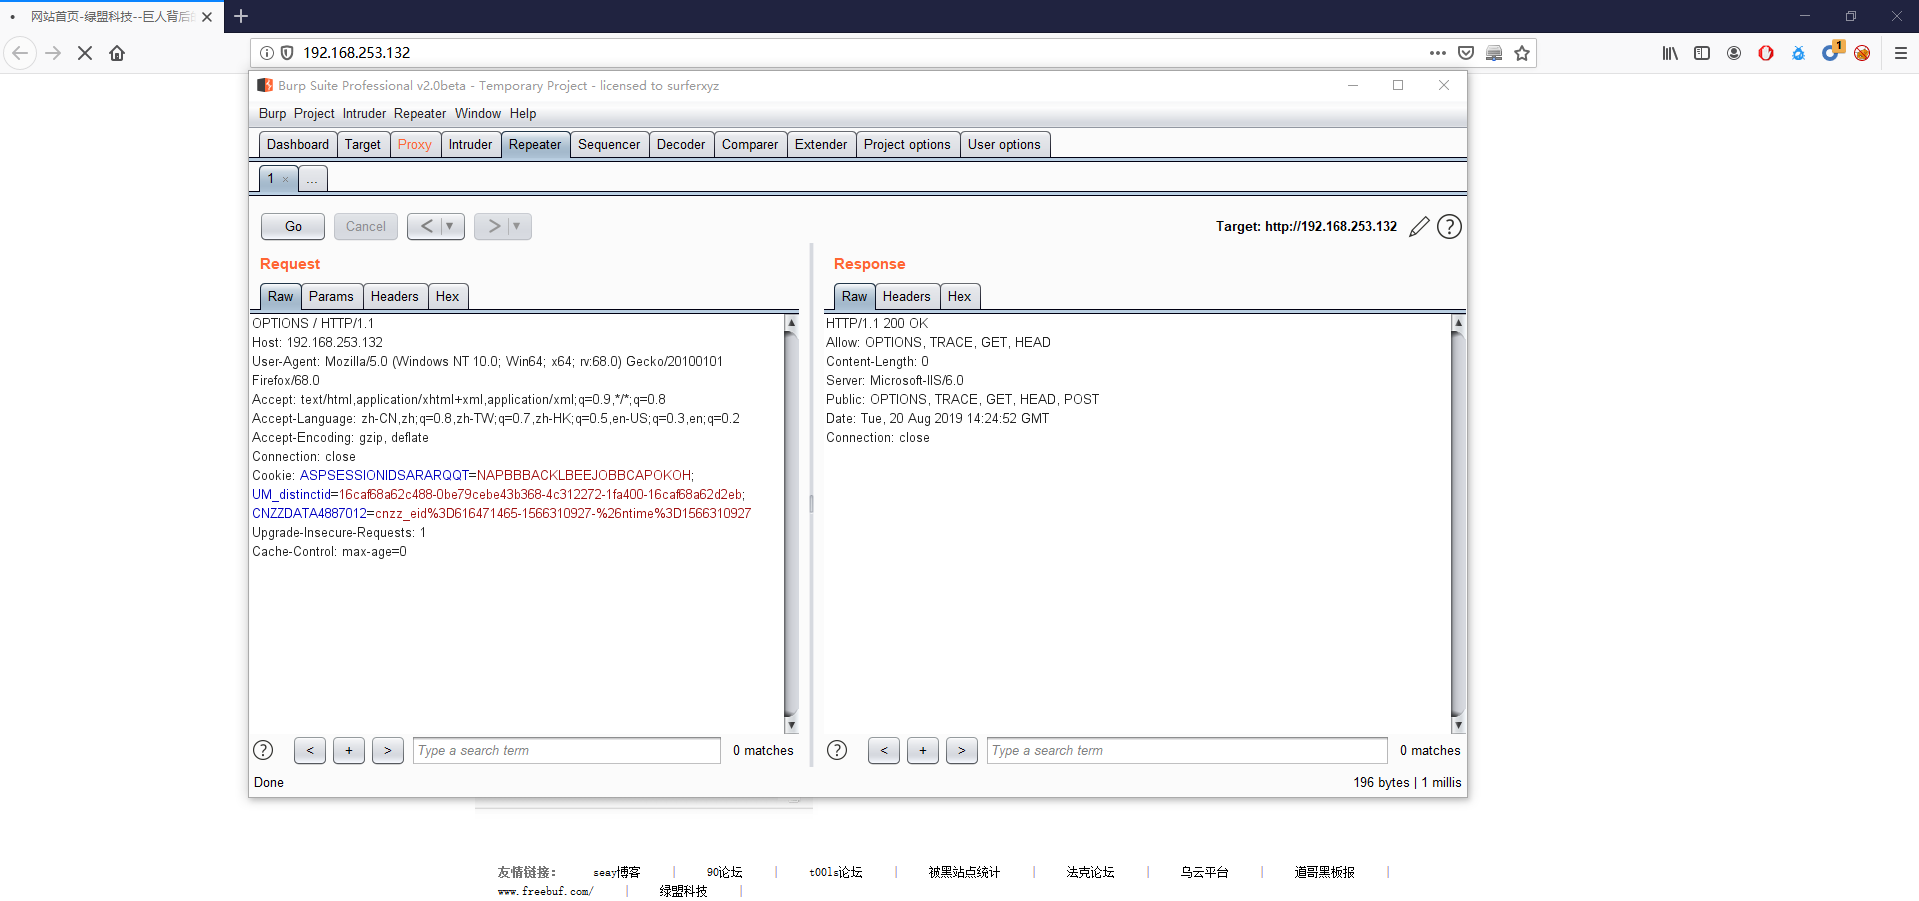 网站首页-绿盟科技--巨人背后的
192.168.253.132
1
Burp Suite Professional v2.0beta - Temporary Project - licensed to surferxyz
Burp Project Intruder Repeater Window Help
Dashboard Target Proxy Intruder Repeater Sequencer Decoder Comparer Extender Project options User options
1 × ...
Go Cancel < > Target: http://192.168.253.132 ?
Request
Raw Params Headers Hex
OPTIONS / HTTP/1.1
Host: 192.168.253.132
User-Agent: Mozilla/5.0 (Windows NT 10.0; Win64; x64; rv:68.0) Gecko/20100101
Firefox/68.0
Accept: text/html,application/xhtml+xml,application/xml;q=0.9,*/*;q=0.8
Accept-Language: zh-CN,zh;q=0.8,zh-TW;q=0.7,zh-HK;q=0.5,en-US;q=0.3,en;q=0.2
Accept-Encoding: gzip, deflate
Connection: close
Cookie: ASPSESSIONIDSARARQQT=NAPBBBACKLBEEJOBBCAPOKOH;
UM_distinctid=16caf68a62c488-0be79cebe43b368-4c312272-1fa400-16caf68a62d2eb;
CNZZDATA4887012=cnzz_eid%3D616471465-1566310927-%26ntime%3D1566310927
Upgrade-Insecure-Requests: 1
Cache-Control: max-age=0
? < + > Type a search term 0 matches
Response
Raw Headers Hex
HTTP/1.1 200 OK
Allow: OPTIONS, TRACE, GET, HEAD
Content-Length: 0
Server: Microsoft-IIS/6.0
Public: OPTIONS, TRACE, GET, HEAD, POST
Date: Tue, 20 Aug 2019 14:24:52 GMT
Connection: close
? < + > Type a search term 0 matches
Done 196 bytes | 1 millis
友情链接： seay博客 | 90论坛 | t00ls论坛 | 被黑站点统计 | 法克论坛 | 乌云平台 | 道哥黑板报 |
www.freebuf.com/ | 绿盟科技 |